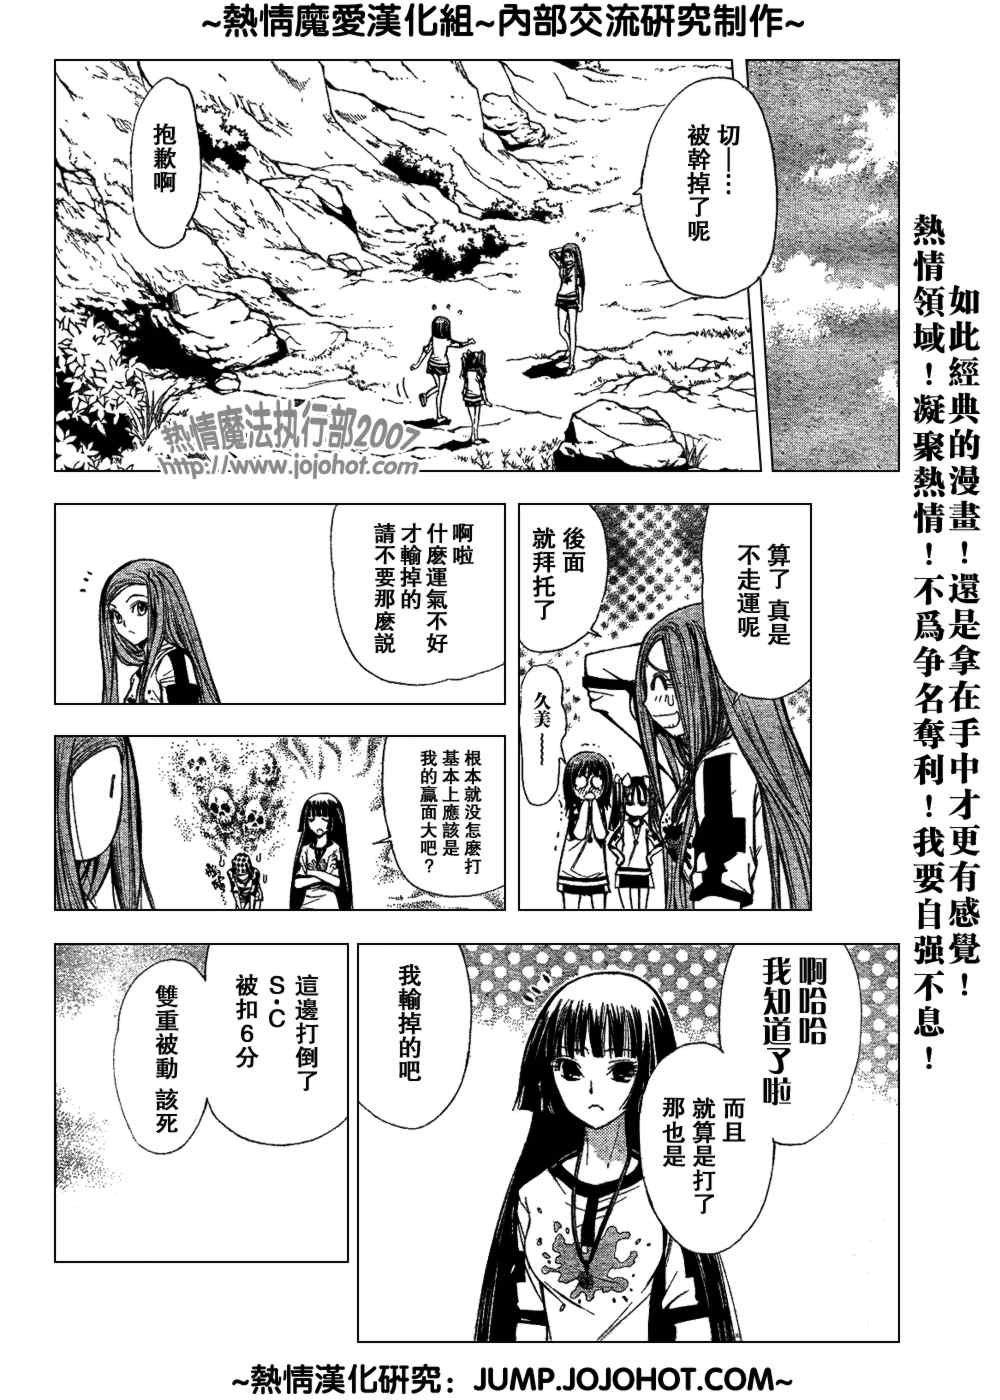 ~熱情魔愛漢化組~內部交流研究制作~
切——…
被幹掉了呢
抱歉啊
熱情魔法执行部2007
http://www.jojohot.com
算了 真是
不走運呢
後面
就拜托了
久美~~~~
啊啦
什麽運氣不好
才輸掉的
請不要那麽説
根本就没怎麽打
基本上應該是
我的贏面大吧？
啊哈哈
我知道了啦
而且
就算是打了
那也是
我輸掉的吧
這邊打倒了
S·C
被扣6分
雙重被動 該死
如此經典的漫畫！還是拿在手中才更有感覺！
熱情領域！凝聚熱情！不爲争名奪利！我要自强不息！
~熱情漢化研究：JUMP.JOJOHOT.COM~